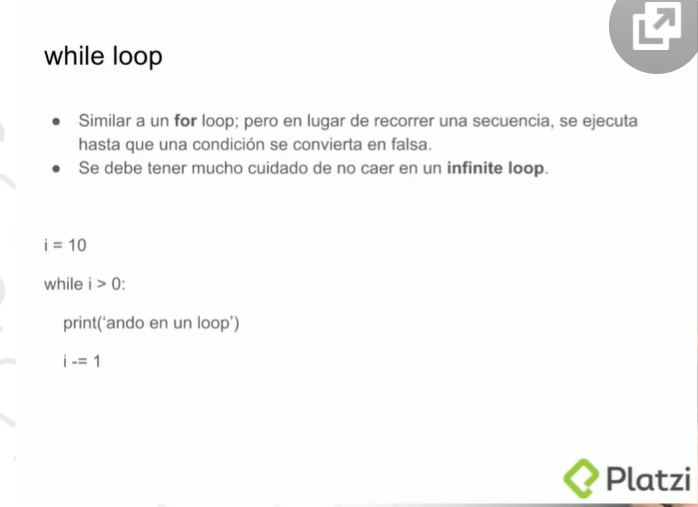 while loop
● Similar a un for loop; pero en lugar de recorrer una secuencia, se ejecuta
hasta que una condición se convierta en falsa.
● Se debe tener mucho cuidado de no caer en un infinite loop.
i = 10
while i > 0:
print(‘ando en un loop’)
i -= 1
Platzi